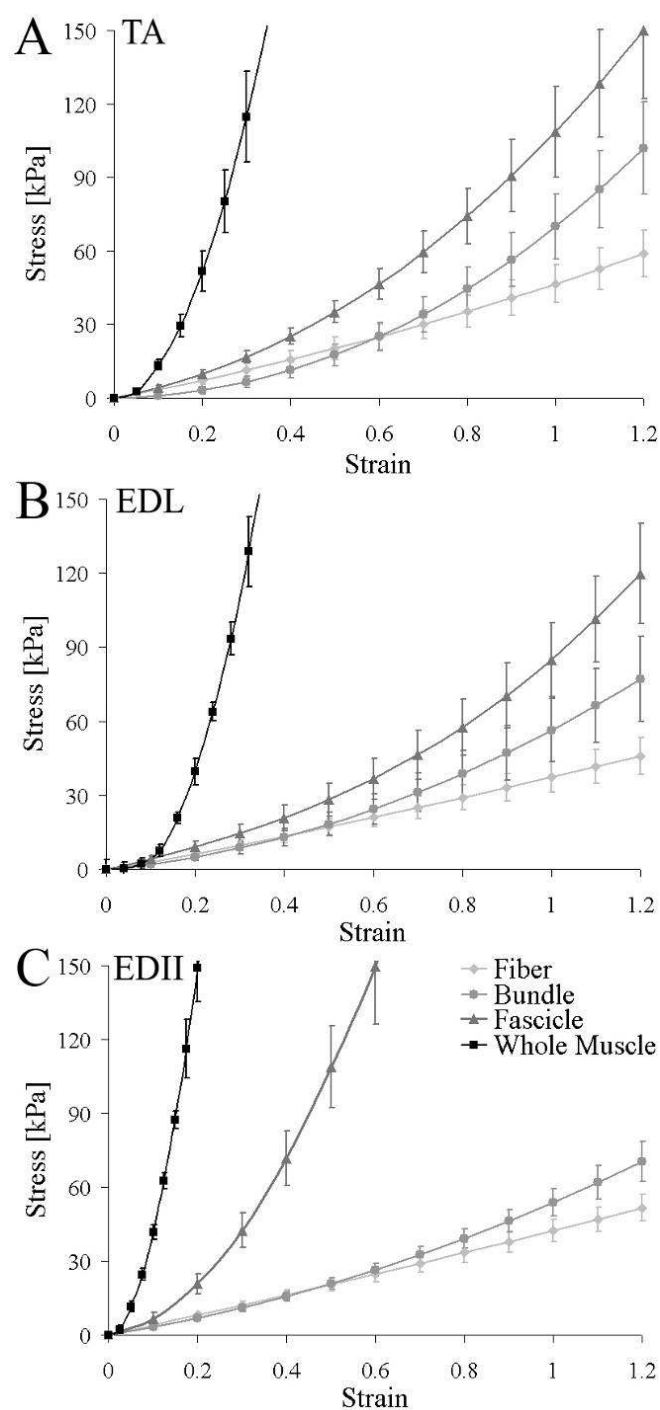 A TA
150
120
90
60
30
0
Stress [kPa]
0 0.2 0.4 0.6 0.8 1 1.2
Strain
B EDL
150
120
90
60
30
0
Stress [kPa]
0 0.2 0.4 0.6 0.8 1 1.2
Strain
C EDII
150
120
90
60
30
0
Stress [kPa]
Fiber
Bundle
Fascicle
Whole Muscle
0 0.2 0.4 0.6 0.8 1 1.2
Strain